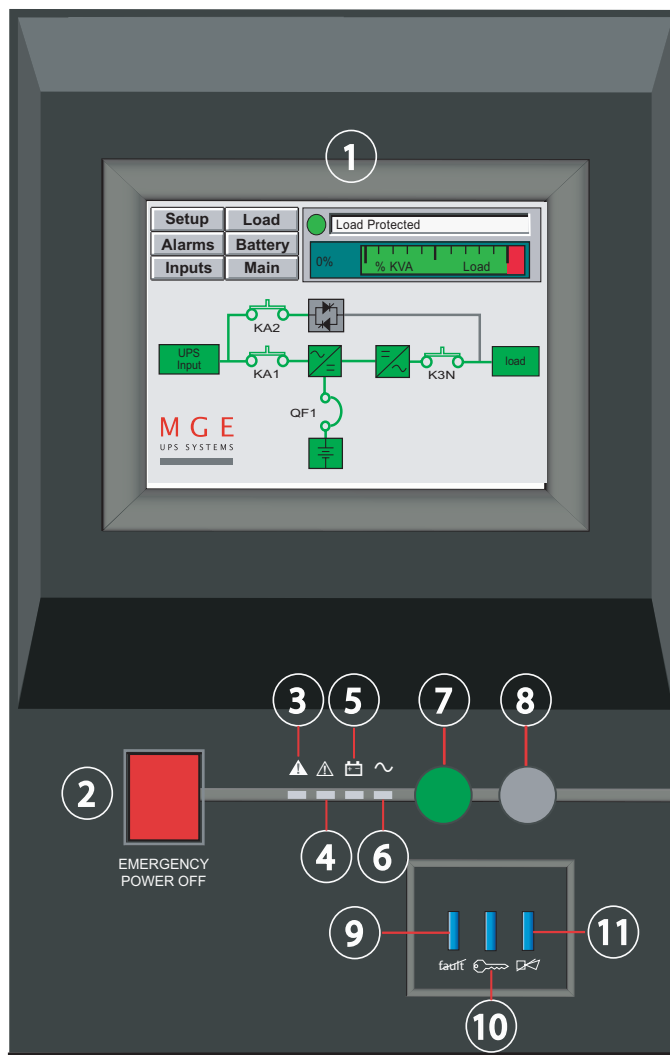 1
Setup Load
Alarms Battery
Inputs Main
Load Protected
0% % KVA Load
KA2
UPS
Input
KA1
K3N
load
QF1
MGE
UPS SYSTEMS
3 5 7 8
2
4 6
EMERGENCY
POWER OFF
9 11
fault
10